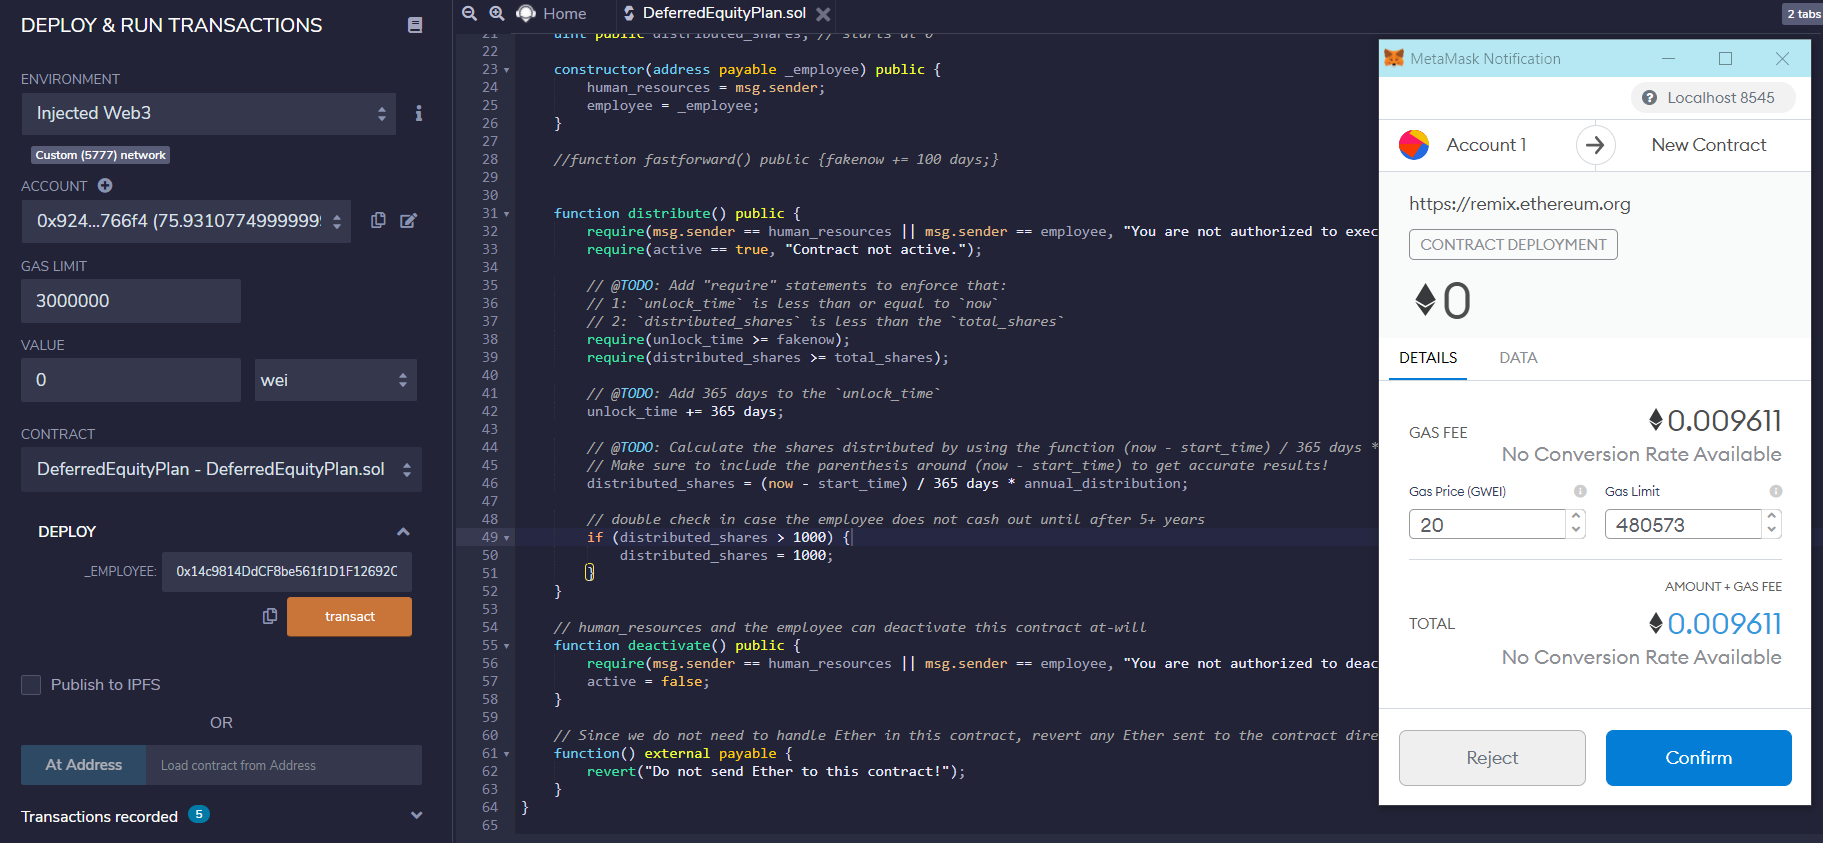 DEPLOY & RUN TRANSACTIONS
ENVIRONMENT
Injected Web3
Custom (5777) network
ACCOUNT
0x924...766f4 (75.9310774999999
GAS LIMIT
3000000
VALUE
0
wei
CONTRACT
DeferredEquityPlan - DeferredEquityPlan.sol
DEPLOY
_EMPLOYEE:
0x14c9814DdCF8be561f1D1F12692C
transact
Publish to IPFS
OR
At Address
Load contract from Address
Transactions recorded
5
Home
DeferredEquityPlan.sol
2 tabs
21 uint public distributed_shares; // starts at 0
22
23 constructor(address payable _employee) public {
24 human_resources = msg.sender;
25 employee = _employee;
26 }
27
28 //function fastforward() public {fakenow += 100 days;}
29
30
31 function distribute() public {
32 require(msg.sender == human_resources || msg.sender == employee, "You are not authorized to exec
33 require(active == true, "Contract not active.");
34
35 // @TODO: Add "require" statements to enforce that:
36 // 1: `unlock_time` is less than or equal to `now`
37 // 2: `distributed_shares` is less than the `total_shares`
38 require(unlock_time >= fakenow);
39 require(distributed_shares >= total_shares);
40
41 // @TODO: Add 365 days to the `unlock_time`
42 unlock_time += 365 days;
43
44 // @TODO: Calculate the shares distributed by using the function (now - start_time) / 365 days *
45 // Make sure to include the parenthesis around (now - start_time) to get accurate results!
46 distributed_shares = (now - start_time) / 365 days * annual_distribution;
47
48 // double check in case the employee does not cash out until after 5+ years
49 if (distributed_shares > 1000) {
50 distributed_shares = 1000;
51 }
52 }
53
54 // human_resources and the employee can deactivate this contract at-will
55 function deactivate() public {
56 require(msg.sender == human_resources || msg.sender == employee, "You are not authorized to deac
57 active = false;
58 }
59
60 // Since we do not need to handle Ether in this contract, revert any Ether sent to the contract dire
61 function() external payable {
62 revert("Do not send Ether to this contract!");
63 }
64 }
65
MetaMask Notification
Localhost 8545
Account 1
New Contract
https://remix.ethereum.org
CONTRACT DEPLOYMENT
0
DETAILS
DATA
GAS FEE
0.009611
No Conversion Rate Available
Gas Price (GWEI)
Gas Limit
20
480573
AMOUNT + GAS FEE
TOTAL
0.009611
No Conversion Rate Available
Reject
Confirm